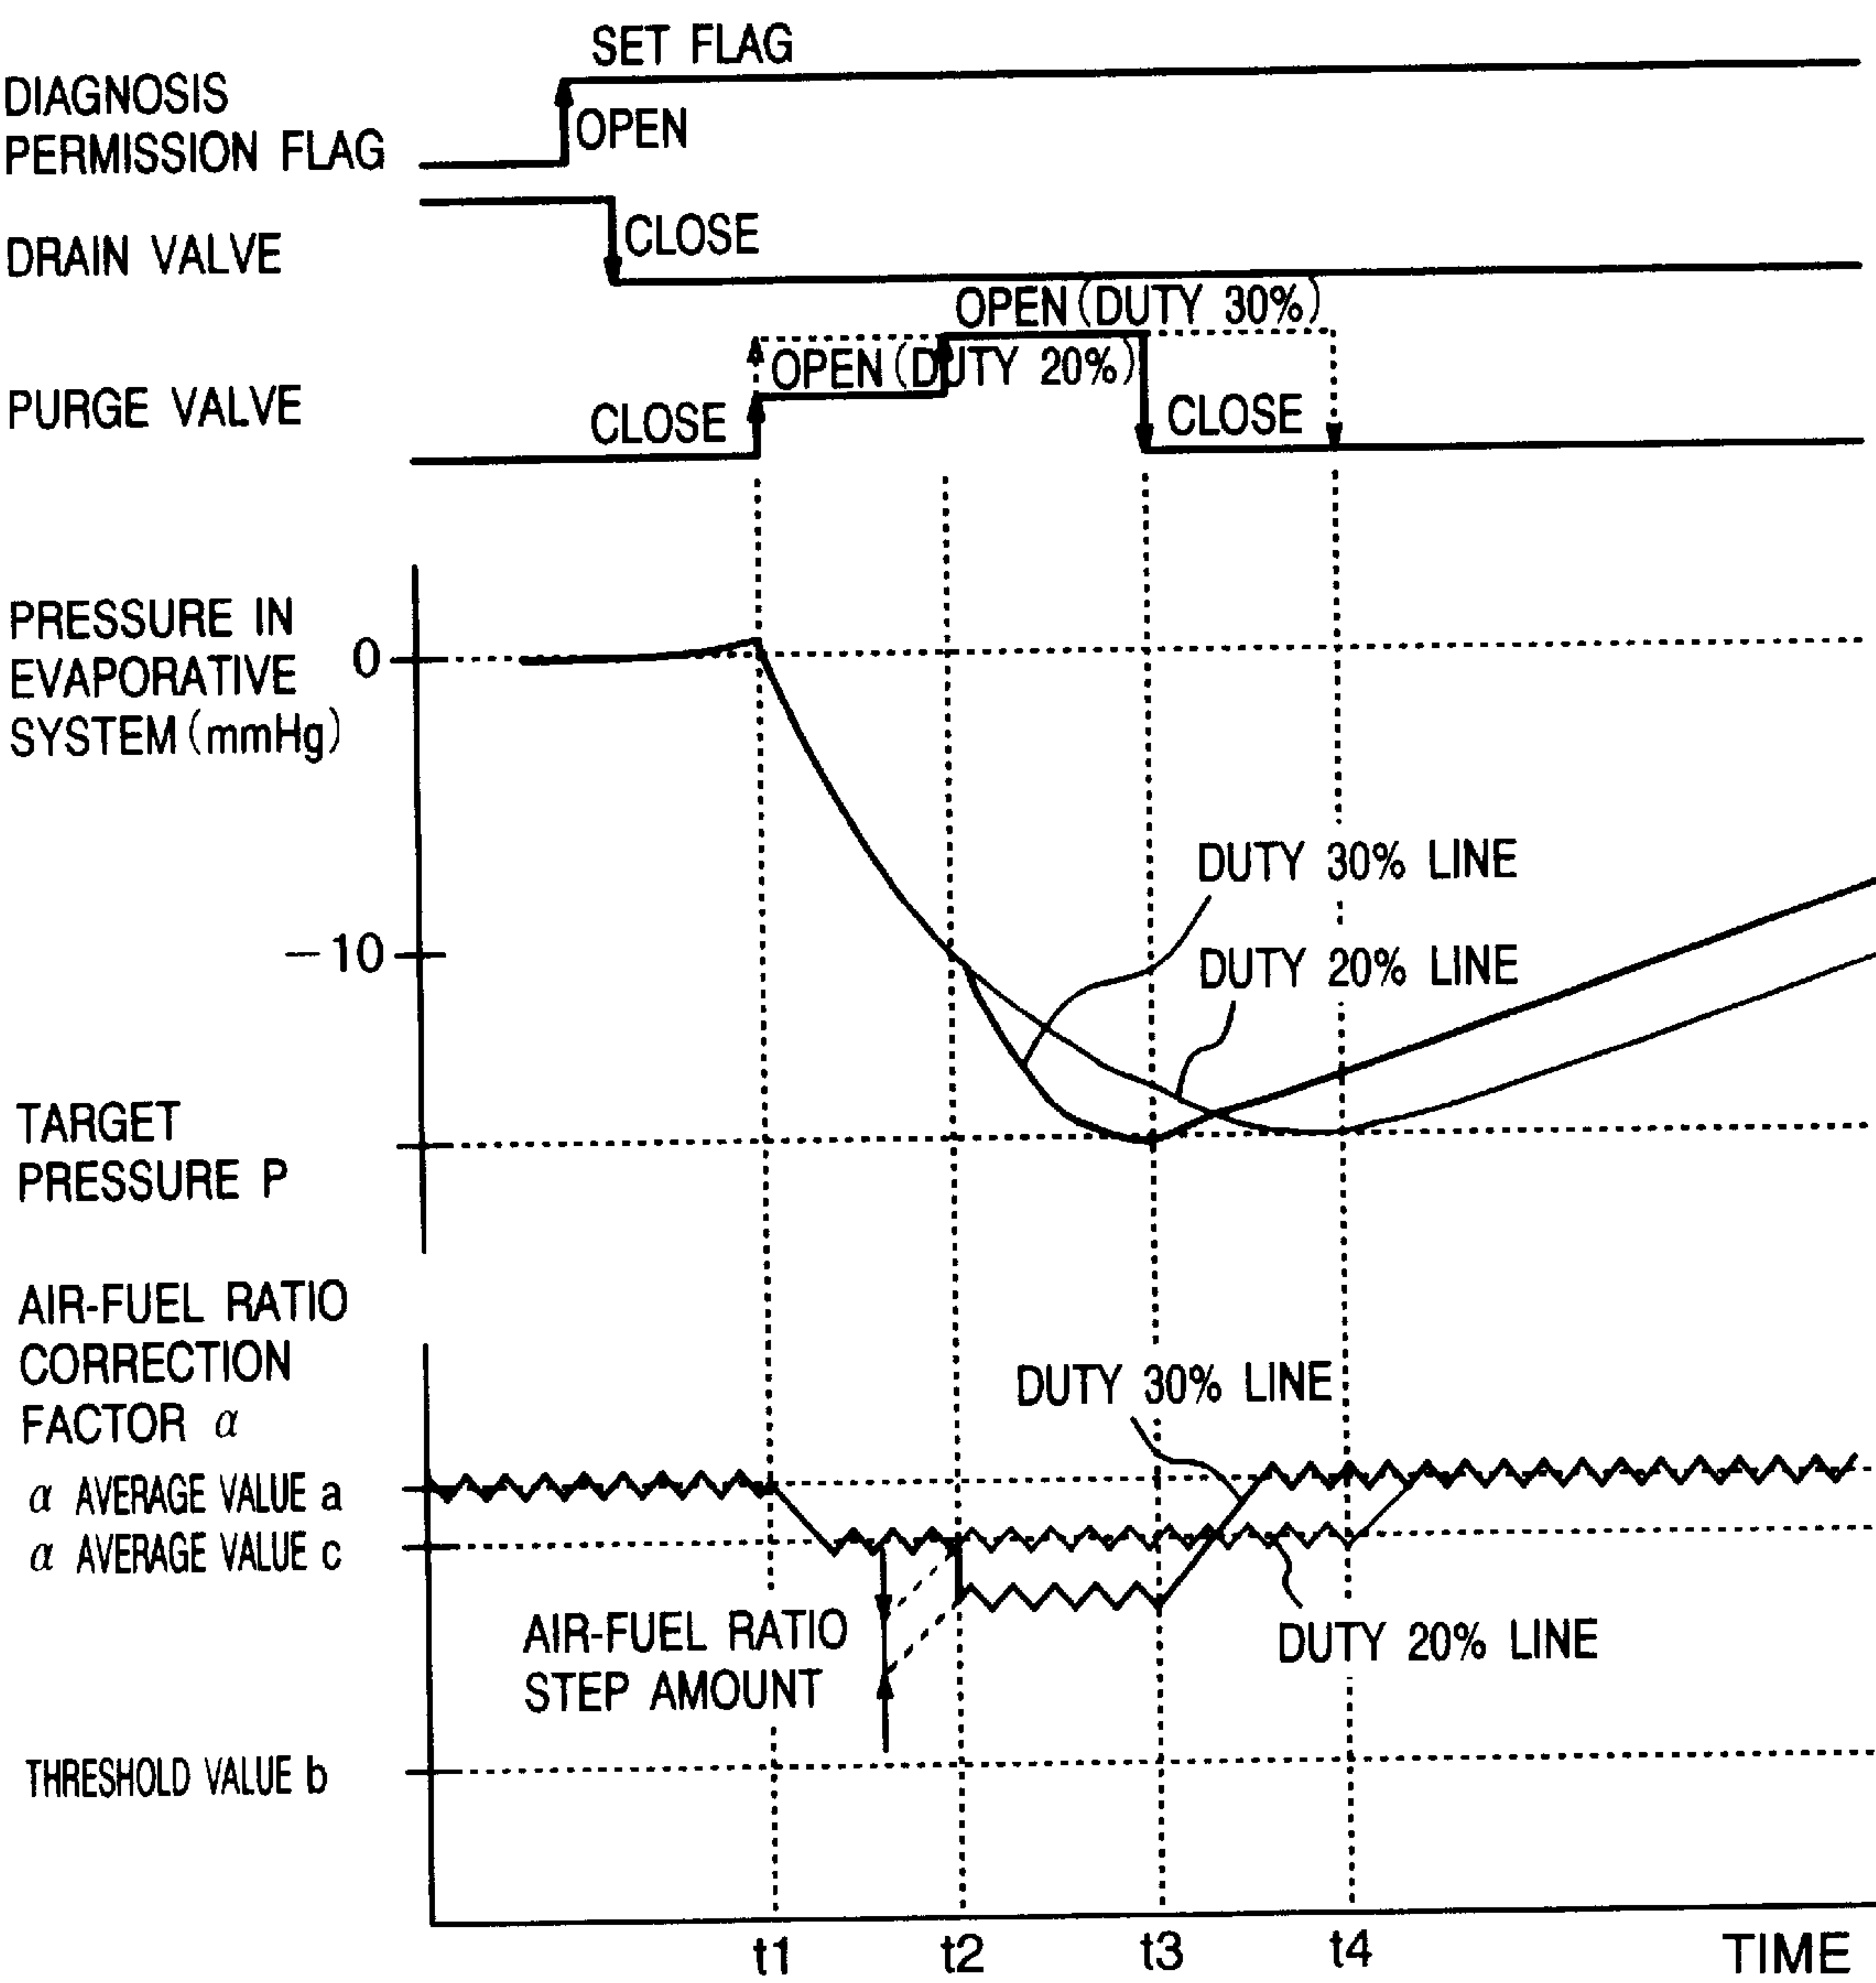 SET FLAG
DIAGNOSIS
PERMISSION FLAG
OPEN
DRAIN VALVE
CLOSE
OPEN (DUTY 30%)
OPEN (DUTY 20%)
PURGE VALVE
CLOSE
CLOSE
PRESSURE IN
EVAPORATIVE
SYSTEM (mmHg)
0
DUTY 30% LINE
-10
DUTY 20% LINE
TARGET
PRESSURE P
AIR-FUEL RATIO
CORRECTION
FACTOR α
DUTY 30% LINE
α AVERAGE VALUE a
α AVERAGE VALUE c
AIR-FUEL RATIO
STEP AMOUNT
DUTY 20% LINE
THRESHOLD VALUE b
t1 t2 t3 t4 TIME